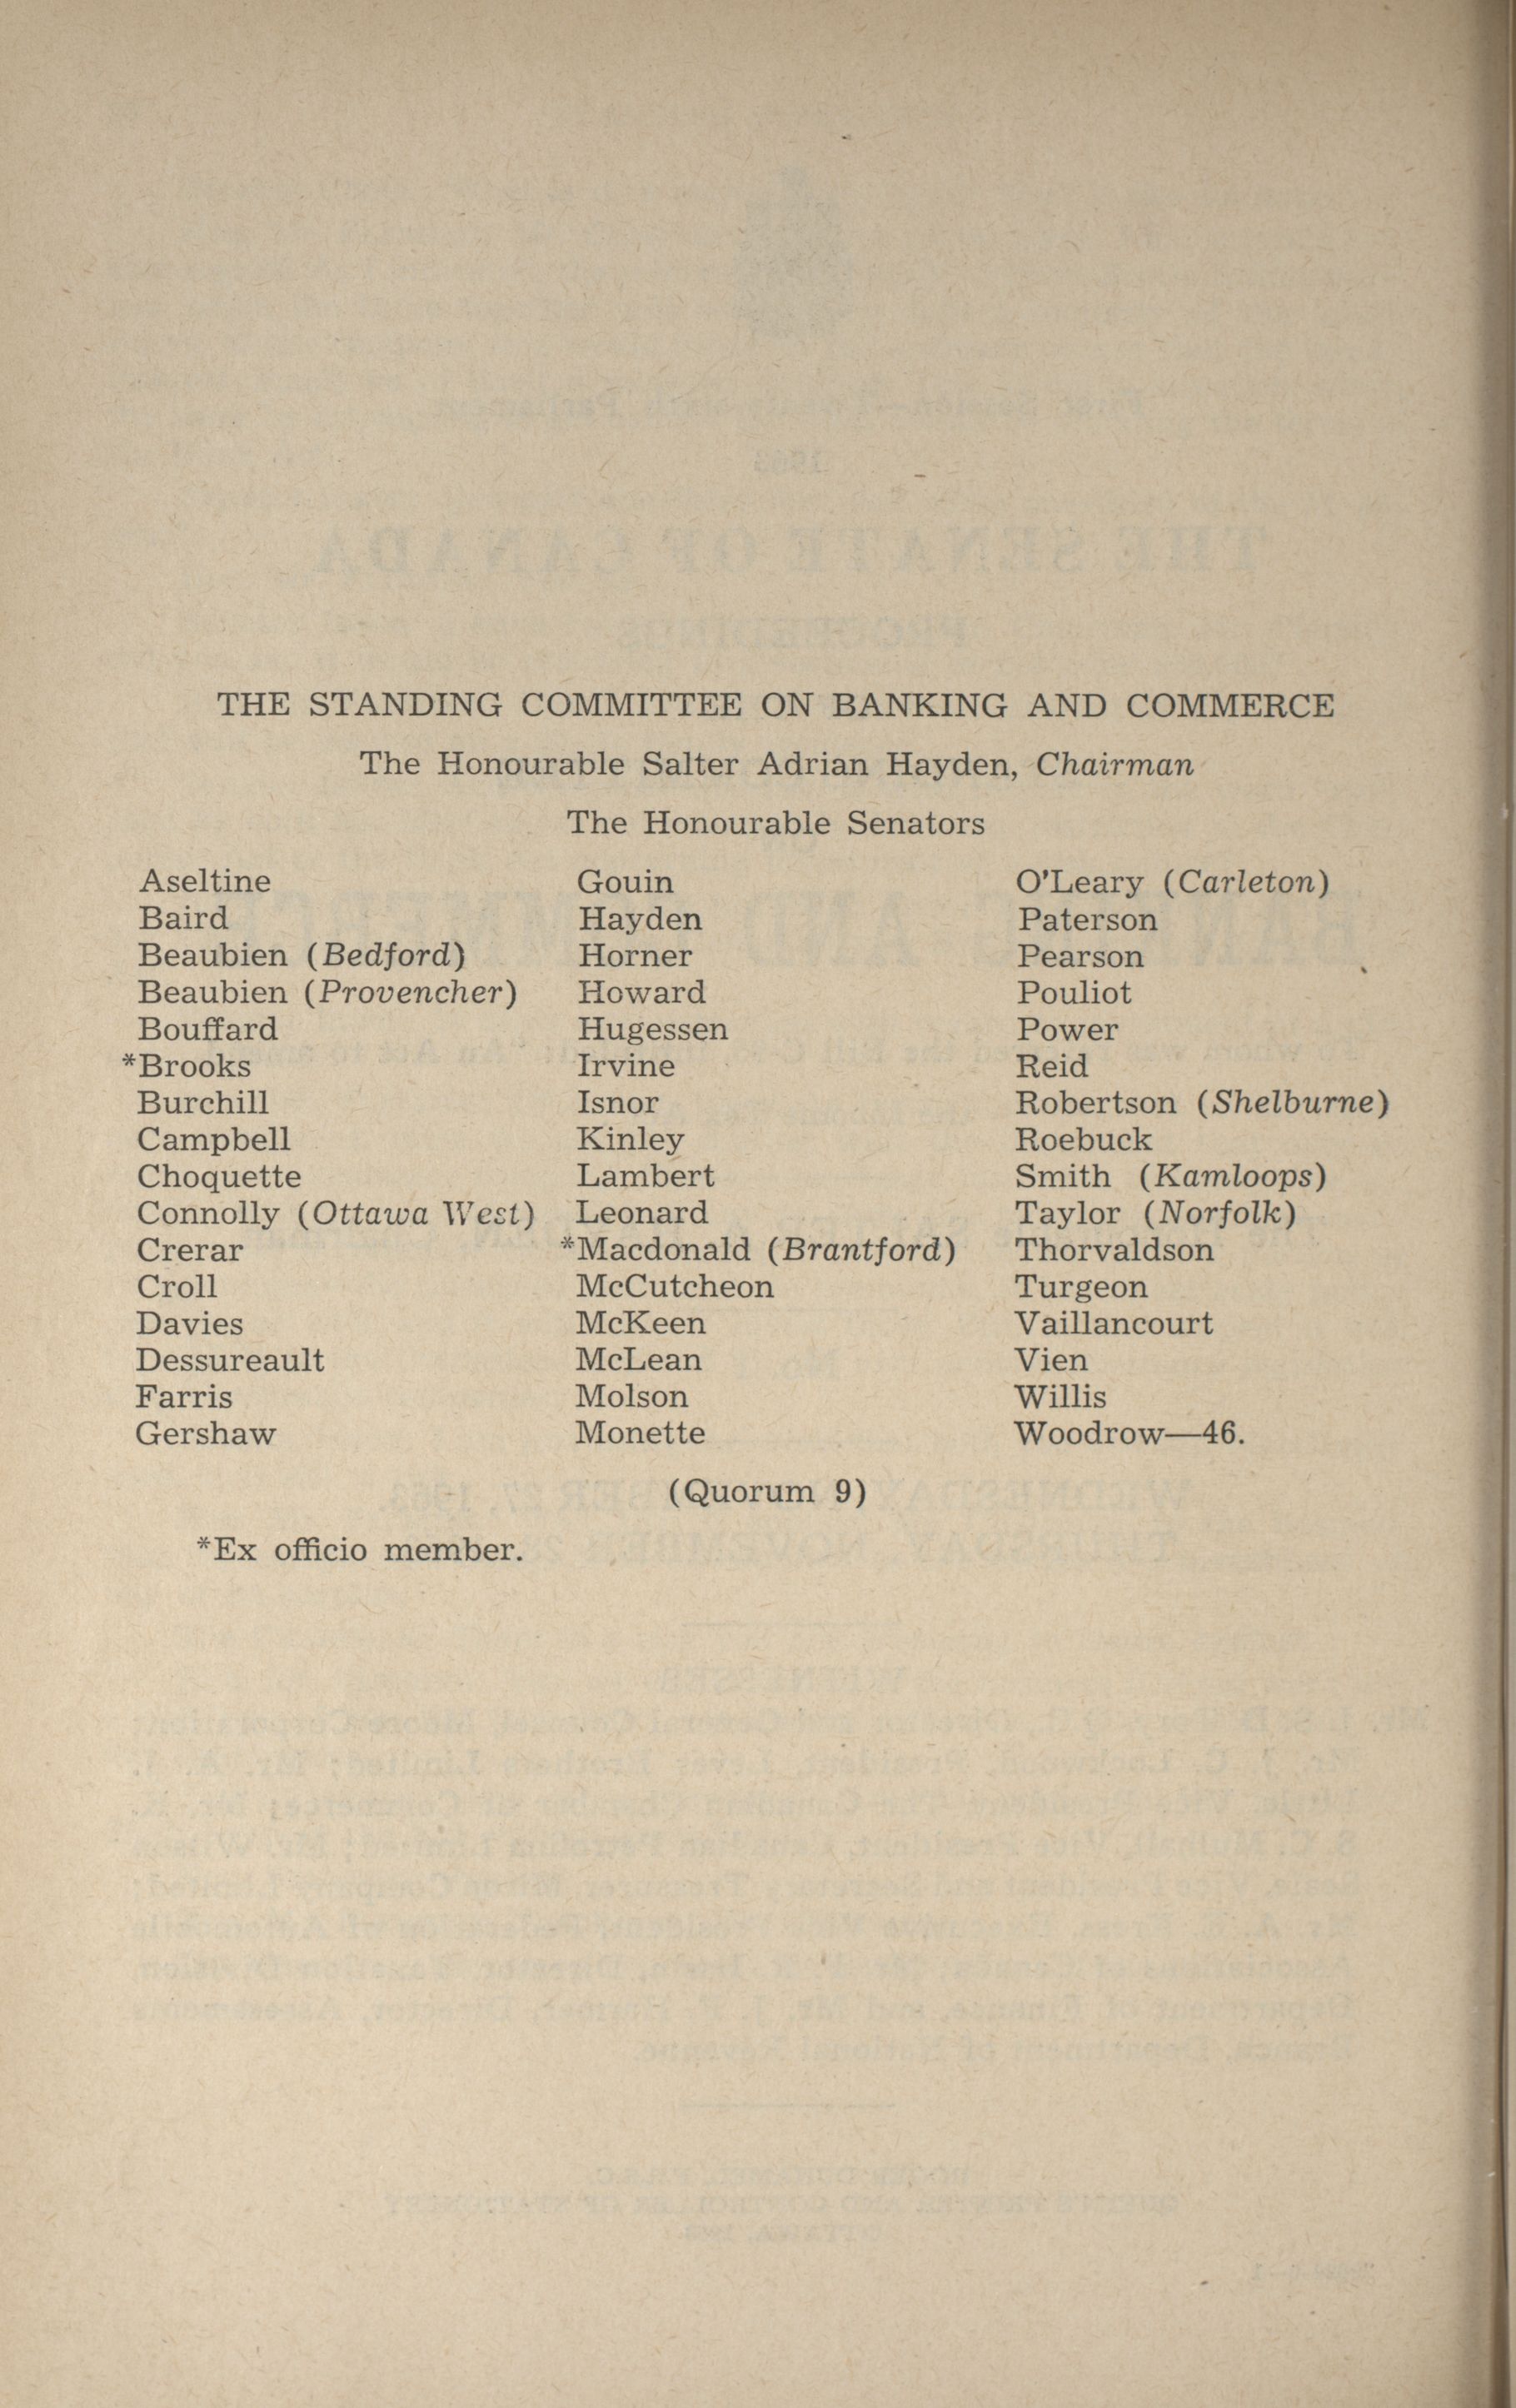 THE STANDING COMMITTEE ON BANKING AND COMMERCE
The Honourable Salter Adrian Hayden, Chairman
The Honourable Senators
Aseltine
Baird
Beaubien (Bedford)
Beaubien (Provencher)
Bouffard
*Brooks
Burchill
Campbell
Choquette
Connolly (Ottawa West)
Crerar
Croll
Davies
Dessureault
Farris
Gershaw
Gouin
Hayden
Horner
Howard
Hugessen
Irvine
Isnor
Kinley
Lambert
Leonard
*Macdonald (Brantford)
McCutcheon
McKeen
McLean
Molson
Monette
O'Leary (Carleton)
Paterson
Pearson
Pouliot
Power
Reid
Robertson (Shelburne)
Roebuck
Smith (Kamloops)
Taylor (Norfolk)
Thorvaldson
Turgeon
Vaillancourt
Vien
Willis
Woodrow—46.
(Quorum 9)
*Ex officio member.